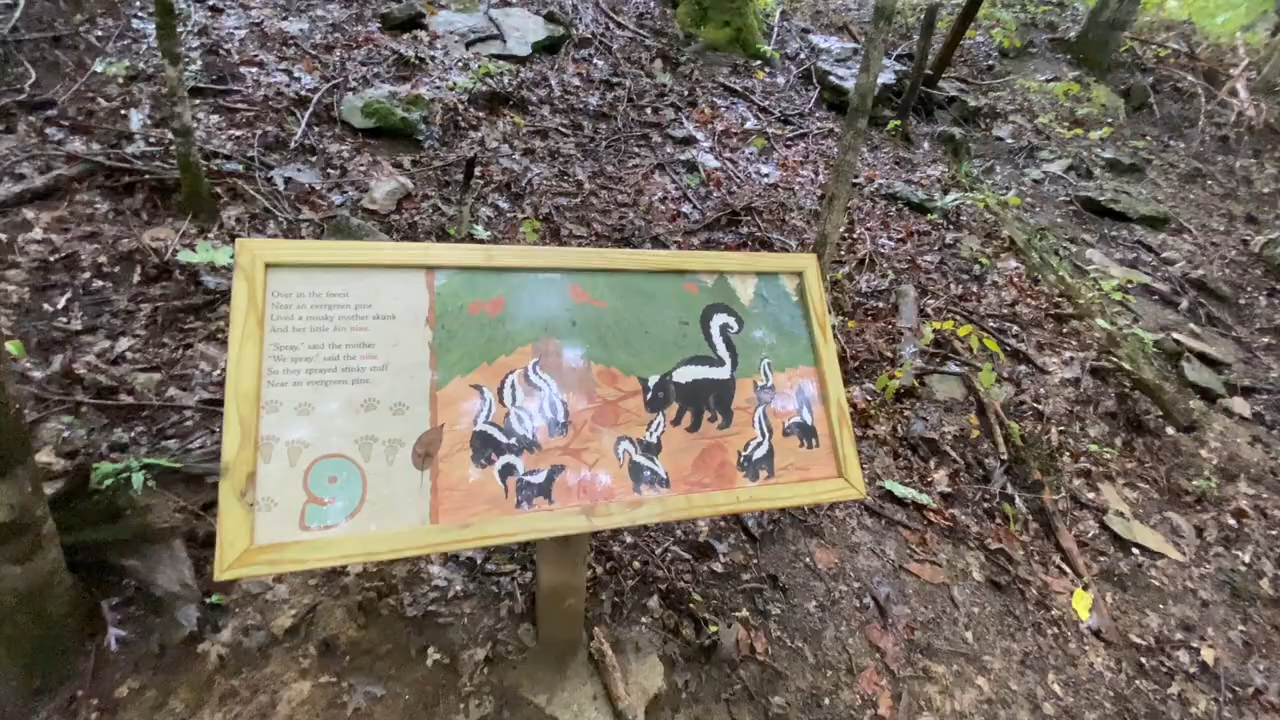 Over in the forest
Near an evergreen pine
Lived a musky mother skunk
And her little kits nine.
"Spray," said the mother
"We spray," said the nine
So they sprayed stinky stuff
Near an evergreen pine.
9